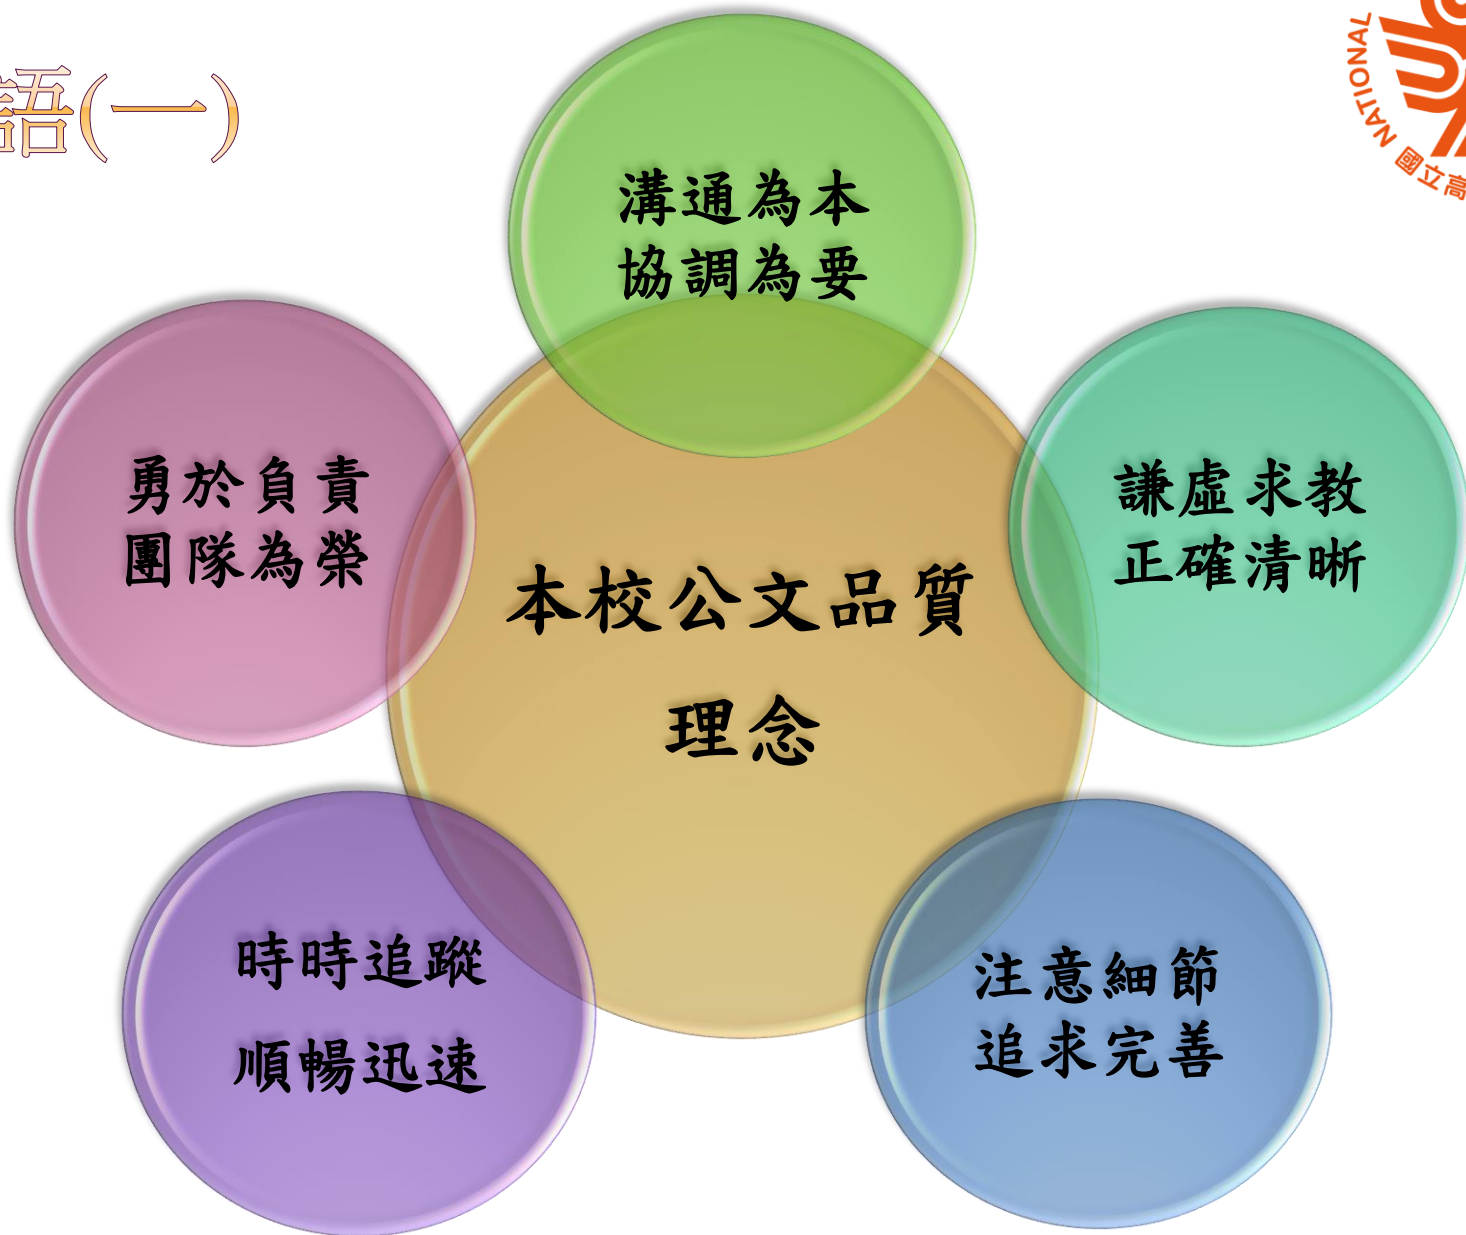 語(一)
NATIONAL
國立高
溝通為本
協調為要
勇於負責
團隊為榮
謙虛求教
正確清晰
本校公文品質
理念
時時追蹤
順暢迅速
注意細節
追求完善